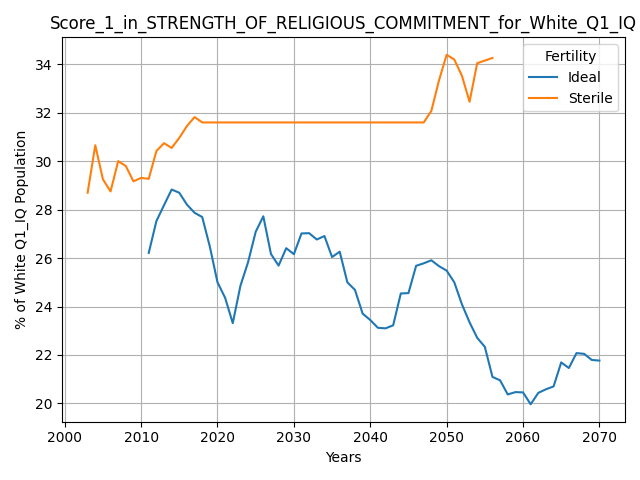 Score_1_in_STRENGTH_OF_RELIGIOUS_COMMITMENT_for_White_Q1_IQ
Fertility
Ideal
Sterile
% of White Q1_IQ Population
34
32
30
28
26
24
22
20
2000 2010 2020 2030 2040 2050 2060 2070
Years